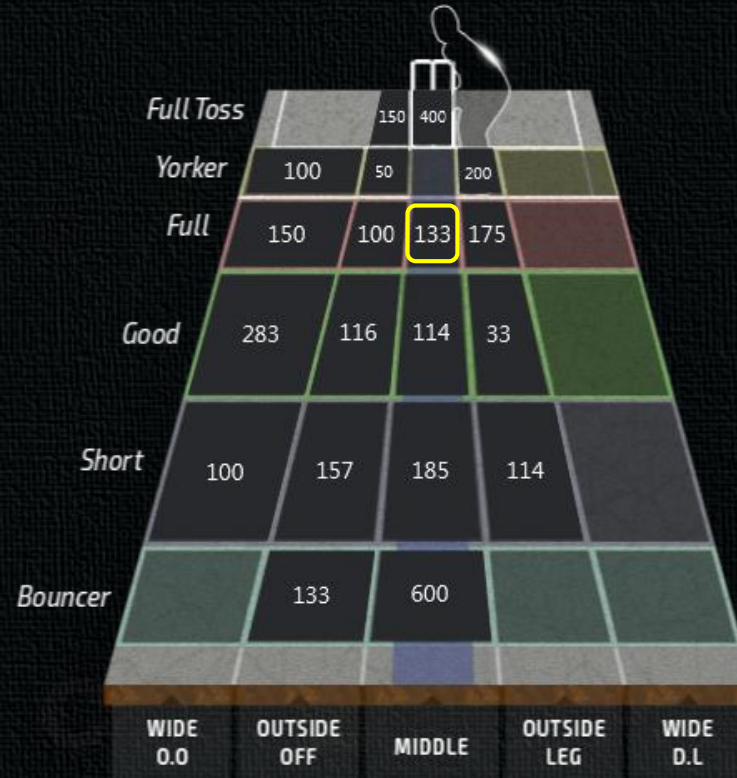 Full Toss 150 400
Yorker 100 50 200
Full 150 100 133 175
Good 283 116 114 33
Short 100 157 185 114
Bouncer 133 600
WIDE O.O
OUTSIDE OFF
MIDDLE
OUTSIDE LEG
WIDE D.L